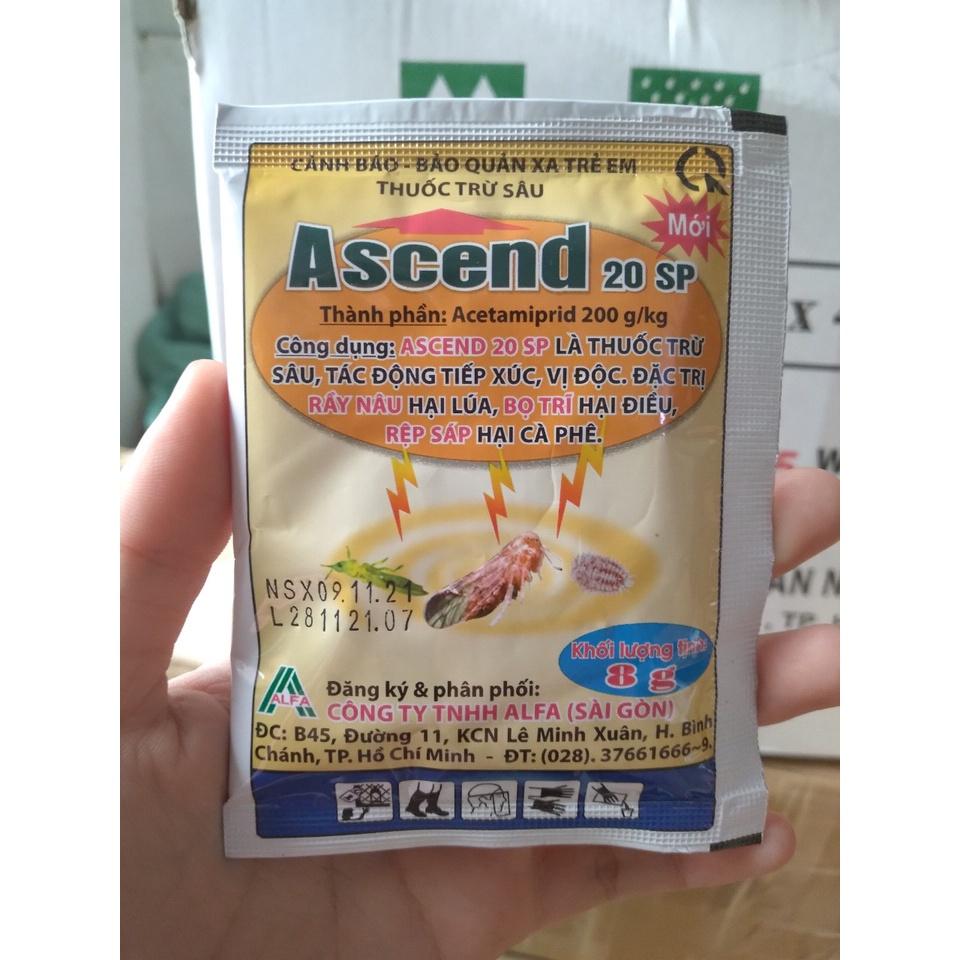 CẢNH BÁO - BẢO QUẢN XA TRẺ EM
THUỐC TRỪ SÂU
Mới
Ascend 20 SP
Thành phần: Acetamiprid 200 g/kg
Công dụng: ASCEND 20 SP LÀ THUỐC TRỪ
SÂU, TÁC ĐỘNG TIẾP XÚC, VỊ ĐỘC. ĐẶC TRỊ
RẦY NÂU HẠI LÚA, BỌ TRĨ HẠI ĐIỀU,
RỆP SÁP HẠI CÀ PHÊ.
NSX09.11.21
L281121.07
Khối lượng tịnh:
8 g
ALFA
Đăng ký & phân phối:
CÔNG TY TNHH ALFA (SÀI GÒN)
ĐC: B45, Đường 11, KCN Lê Minh Xuân, H. Bình
Chánh, TP. Hồ Chí Minh - ĐT: (028). 37661666~9.